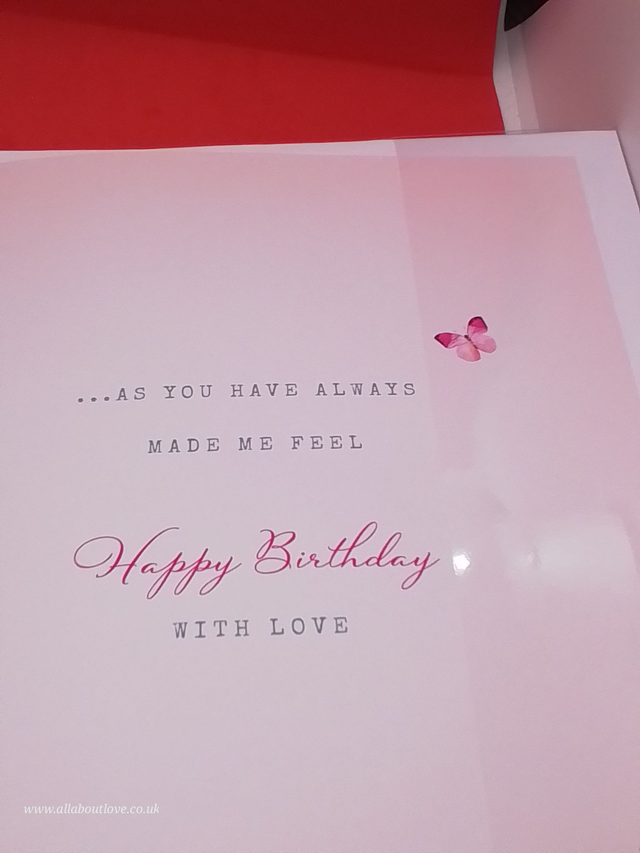 ...AS YOU HAVE ALWAYS
MADE ME FEEL
Happy Birthday
WITH LOVE
www.allaboutlove.co.uk